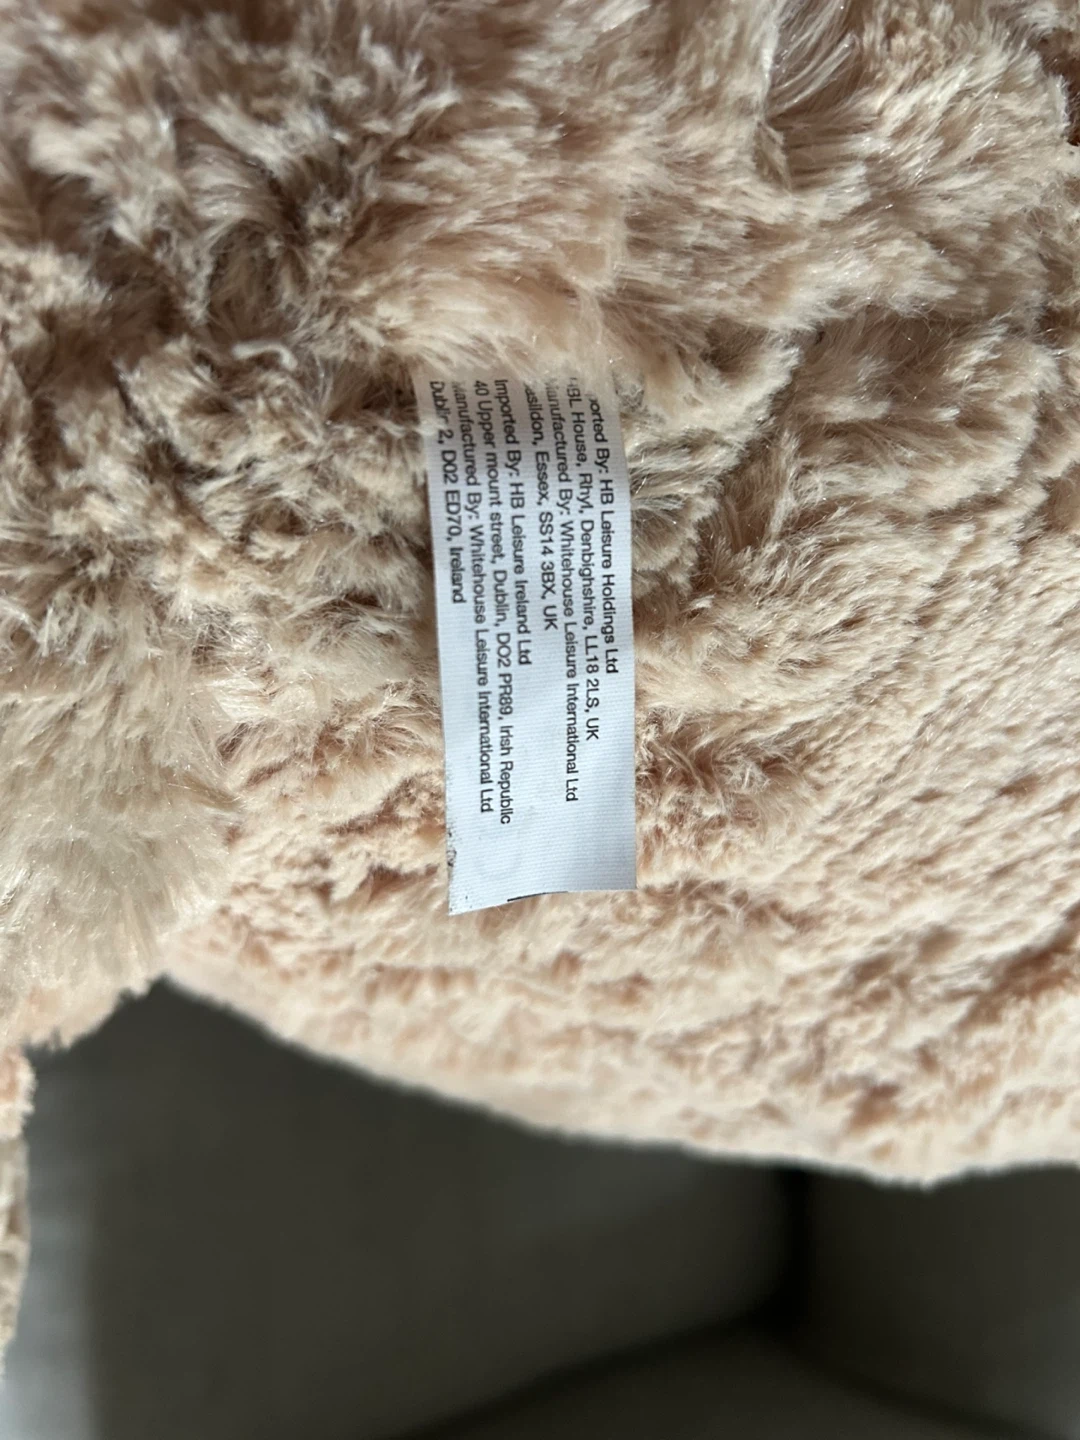 ported By: HB Leisure Holdings Ltd
HBL House, Rhyl, Denbighshire, LL18 2LS, UK
Manufactured By: Whitehouse Leisure International Ltd
asildon, Essex, SS14 3BX, UK
Imported By: HB Leisure Ireland Ltd
40 Upper mount street, Dublin, DO2 PR89, Irish Republic
Manufactured By: Whitehouse Leisure International Ltd
Dublin 2, D02 ED70, Ireland